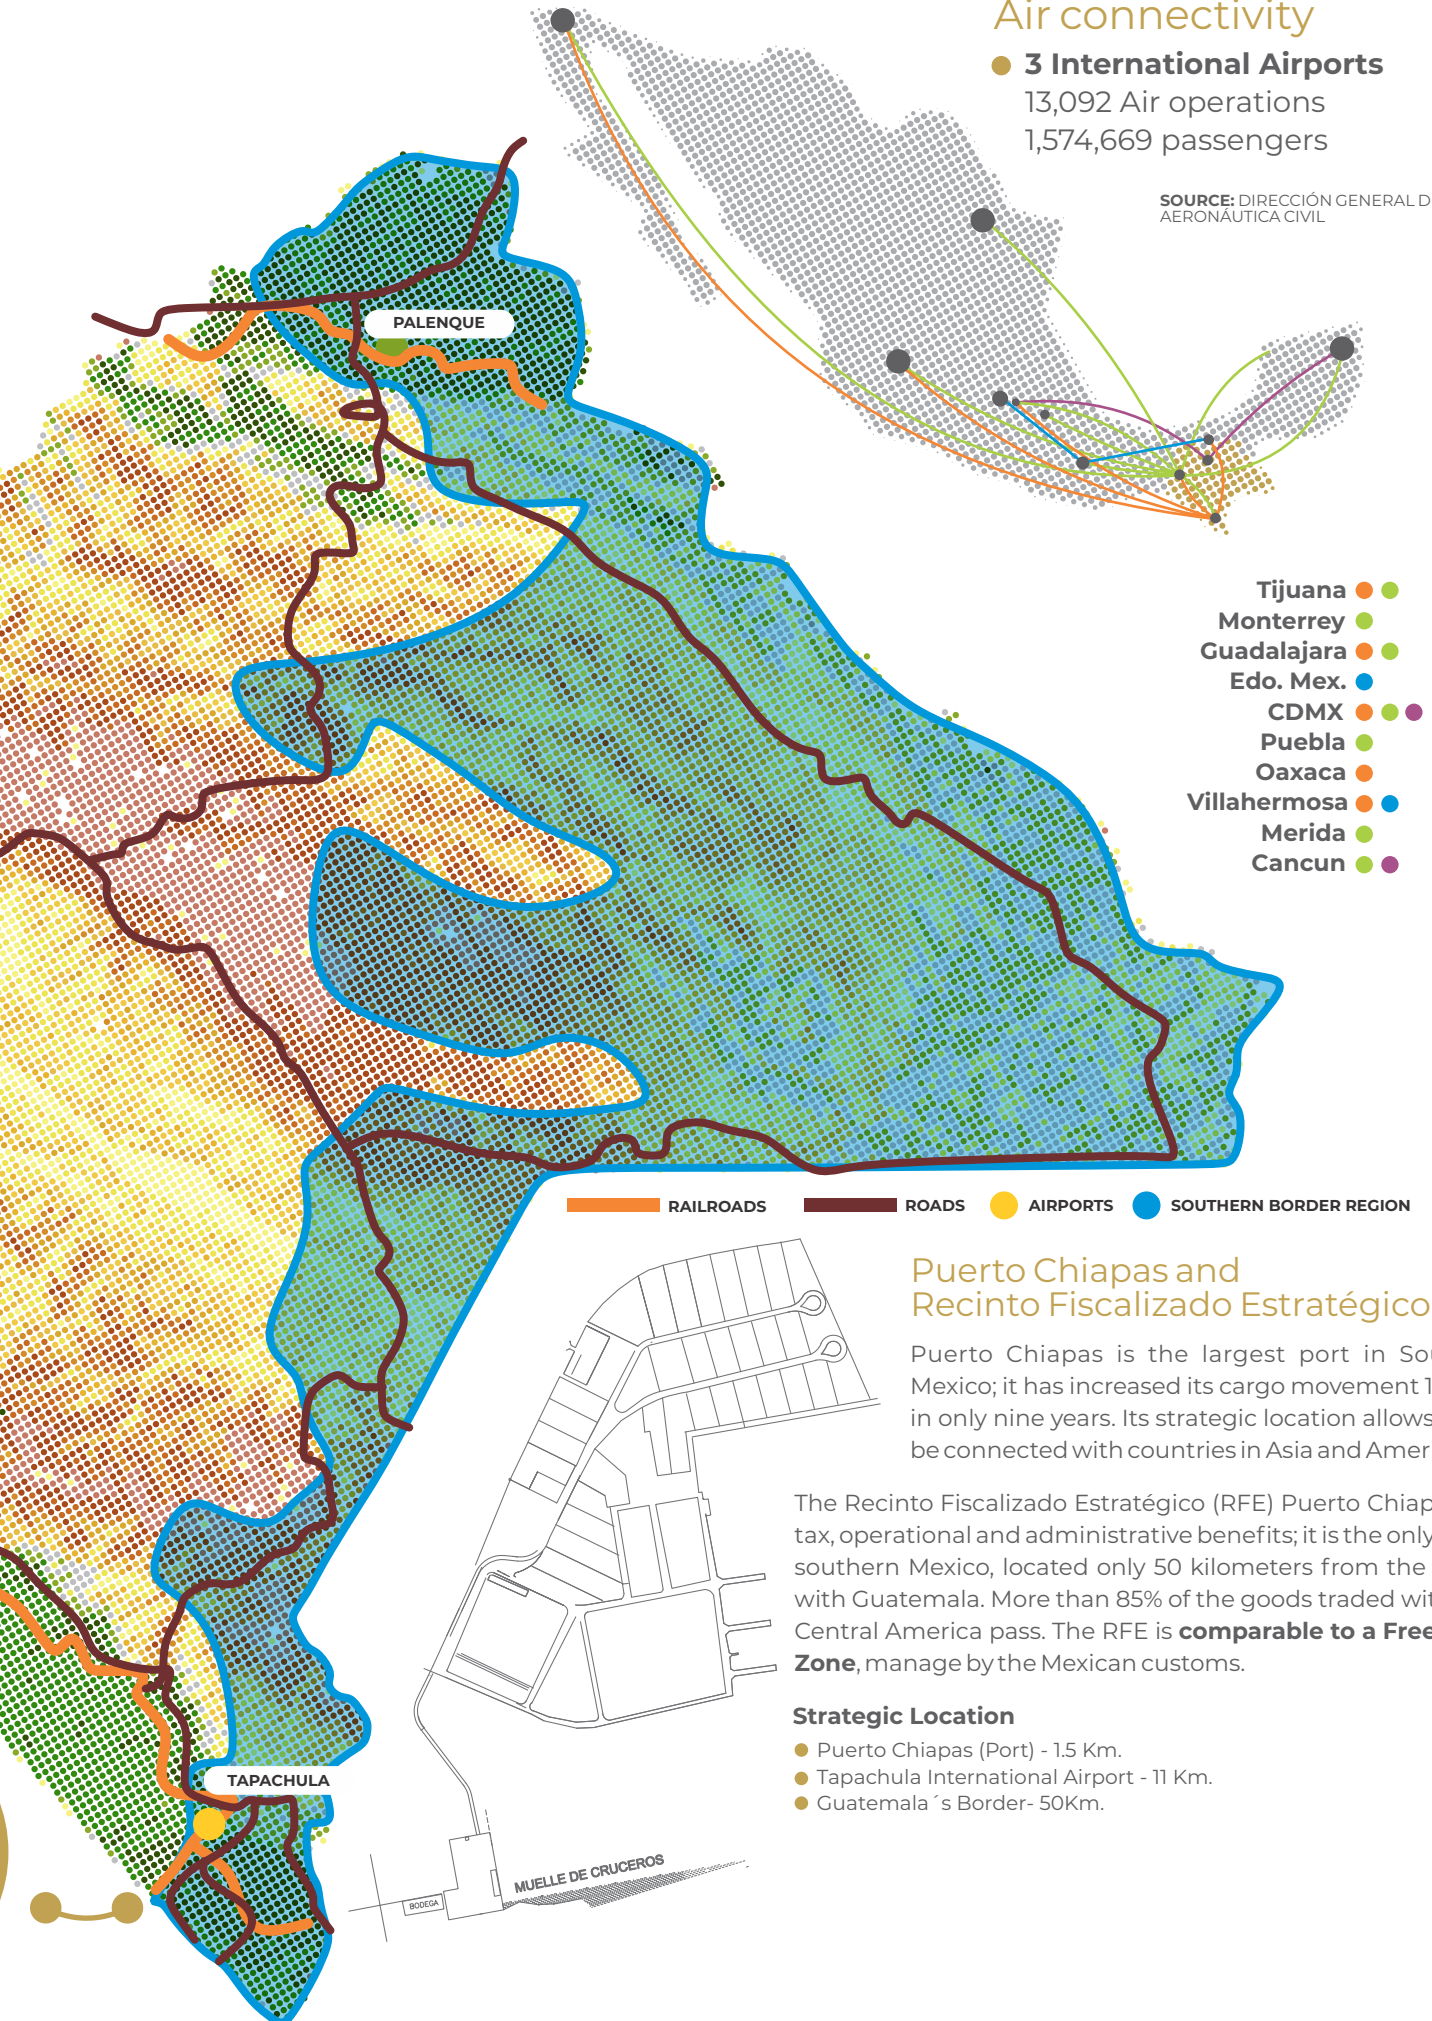 Air connectivity
3 International Airports
13,092 Air operations
1,574,669 passengers
SOURCE: DIRECCIÓN GENERAL D
AERONÁUTICA CIVIL
PALENQUE
Tijuana
Monterrey
Guadalajara
Edo. Mex.
CDMX
Puebla
Oaxaca
Villahermosa
Merida
Cancun
RAILROADS
ROADS
AIRPORTS
SOUTHERN BORDER REGION
Puerto Chiapas and
Recinto Fiscalizado Estratégico
Puerto Chiapas is the largest port in Sou
Mexico; it has increased its cargo movement 1
in only nine years. Its strategic location allows
be connected with countries in Asia and Amer
The Recinto Fiscalizado Estratégico (RFE) Puerto Chiap
tax, operational and administrative benefits; it is the only
southern Mexico, located only 50 kilometers from the
with Guatemala. More than 85% of the goods traded wit
Central America pass. The RFE is comparable to a Free
Zone, manage by the Mexican customs.
Strategic Location
Puerto Chiapas (Port) - 1.5 Km.
Tapachula International Airport - 11 Km.
Guatemala´s Border- 50Km.
TAPACHULA
MUELLE DE CRUCEROS
BODEGA